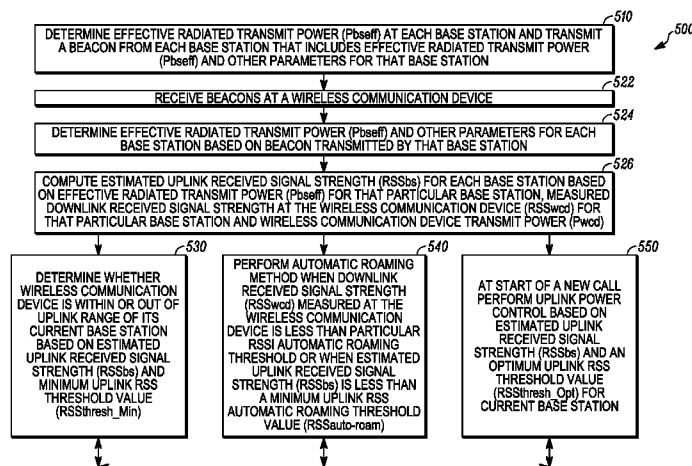 510
500
DETERMINE EFFECTIVE RADIATED TRANSMIT POWER (Pbseff) AT EACH BASE STATION AND TRANSMIT
A BEACON FROM EACH BASE STATION THAT INCLUDES EFFECTIVE RADIATED TRANSMIT POWER
(Pbseff) AND OTHER PARAMETERS FOR THAT BASE STATION
522
RECEIVE BEACONS AT A WIRELESS COMMUNICATION DEVICE
524
DETERMINE EFFECTIVE RADIATED TRANSMIT POWER (Pbseff) AND OTHER PARAMETERS FOR EACH
BASE STATION BASED ON BEACON TRANSMITTED BY THAT BASE STATION
526
COMPUTE ESTIMATED UPLINK RECEIVED SIGNAL STRENGTH (RSSbs) FOR EACH BASE STATION BASED
ON EFFECTIVE RADIATED TRANSMIT POWER (Pbseff) FOR THAT PARTICULAR BASE STATION, MEASURED
DOWNLINK RECEIVED SIGNAL STRENGTH AT THE WIRELESS COMMUNICATION DEVICE (RSSwcd) FOR
THAT PARTICULAR BASE STATION AND WIRELESS COMMUNICATION DEVICE TRANSMIT POWER (Pwcd)
530
DETERMINE WHETHER
WIRELESS COMMUNICATION
DEVICE IS WITHIN OR OUT OF
UPLINK RANGE OF ITS
CURRENT BASE STATION
BASED ON ESTIMATED
UPLINK RECEIVED SIGNAL
STRENGTH (RSSbs) AND
MINIMUM UPLINK RSS
THRESHOLD VALUE
(RSSthresh_Min)
540
PERFORM AUTOMATIC ROAMING
METHOD WHEN DOWNLINK
RECEIVED SIGNAL STRENGTH
(RSSwcd) MEASURED AT THE
WIRELESS COMMUNICATION
DEVICE IS LESS THAN PARTICULAR
RSSI AUTOMATIC ROAMING
THRESHOLD OR WHEN ESTIMATED
UPLINK RECEIVED SIGNAL
STRENGTH (RSSbs) IS LESS THAN
A MINIMUM UPLINK RSS
AUTOMATIC ROAMING THRESHOLD
VALUE (RSSauto-roam)
550
AT START OF A NEW CALL
PERFORM UPLINK POWER
CONTROL BASED ON
ESTIMATED UPLINK
RECEIVED SIGNAL
STRENGTH (RSSbs) AND AN
OPTIMUM UPLINK RSS
THRESHOLD VALUE
(RSSthresh_Opt) FOR
CURRENT BASE STATION